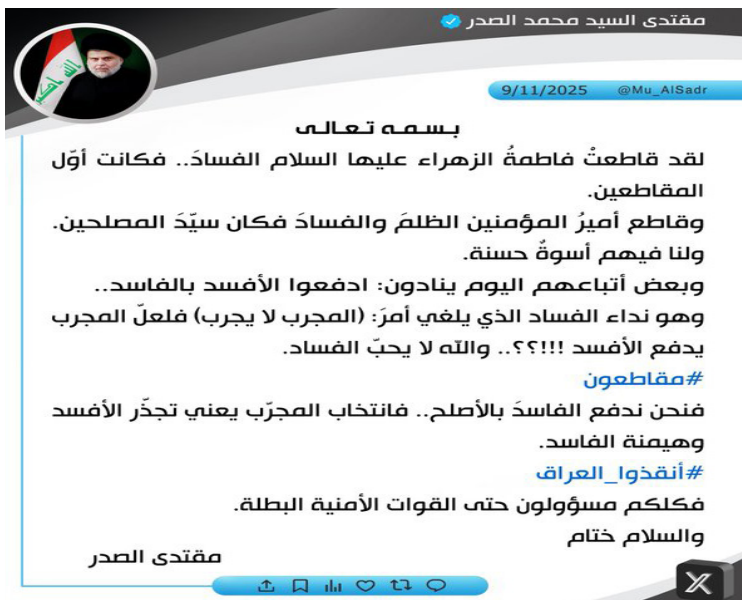 مقتدى السيد محمد الصدر
9/11/2025 @Mu_AlSadr
بسمه تعالى
لقد قاطعتْ فاطمةُ الزهراء عليها السلام الفسادَ.. فكانت أوّل
المقاطعين.
وقاطع أميرُ المؤمنين الظلمَ والفسادَ فكان سيّدَ المصلحين.
ولنا فيهم أسوةٌ حسنة.
وبعض أتباعهم اليوم ينادون: ادفعوا الأفسد بالفاسد..
وهو نداء الفساد الذي يلغي أمرَ: (المجرب لا يجرب) فلعلّ المجرب
يدفع الأفسد !!!؟؟.. والله لا يحبّ الفساد.
#مقاطعون
فنحن ندفع الفاسدَ بالأصلح.. فانتخاب المجرّب يعني تجذّر الأفسد
وهيمنة الفاسد.
#أنقذوا_العراق
فكلكم مسؤولون حتى القوات الأمنية البطلة.
والسلام ختام
مقتدى الصدر